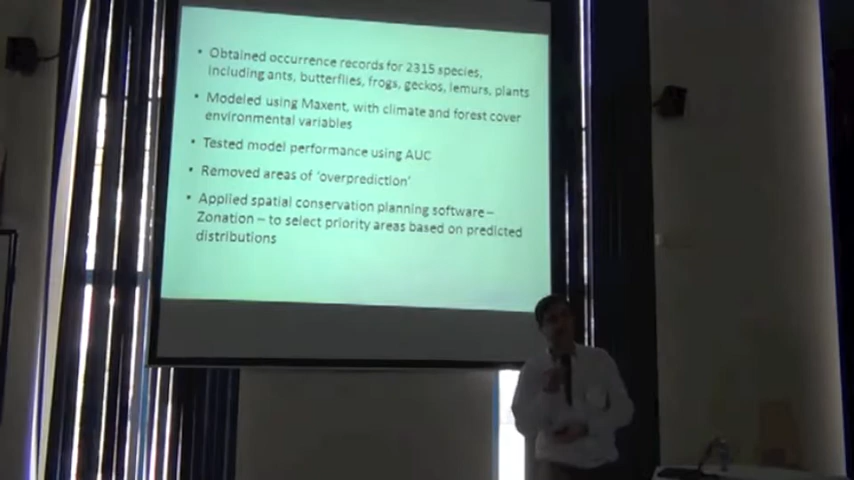 • Obtained occurrence records for 2315 species,
including ants, butterflies, frogs, geckos, lemurs, plants
• Modeled using Maxent, with climate and forest cover
environmental variables
• Tested model performance using AUC
• Removed areas of 'overprediction'
• Applied spatial conservation planning software –
Zonation – to select priority areas based on predicted
distributions